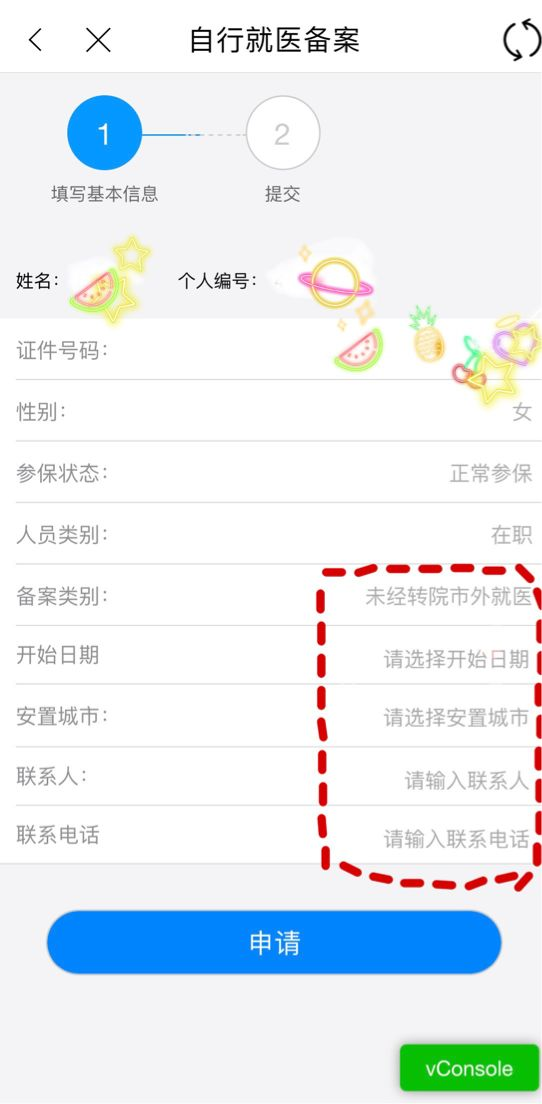 自行就医备案
1
2
填写基本信息
提交
姓名：
个人编号：
证件号码：
性别：
女
参保状态：
正常参保
人员类别：
在职
备案类别：
未经转院市外就医
开始日期
请选择开始日期
安置城市：
请选择安置城市
联系人：
请输入联系人
联系电话
请输入联系电话
申请
vConsole